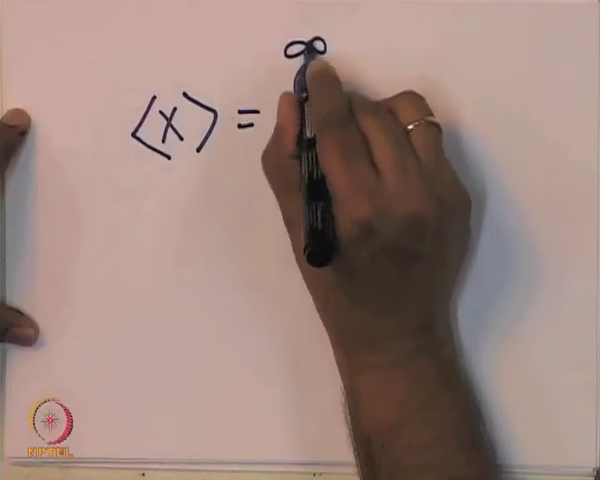 ∞
⟨x⟩ =
NPTEL